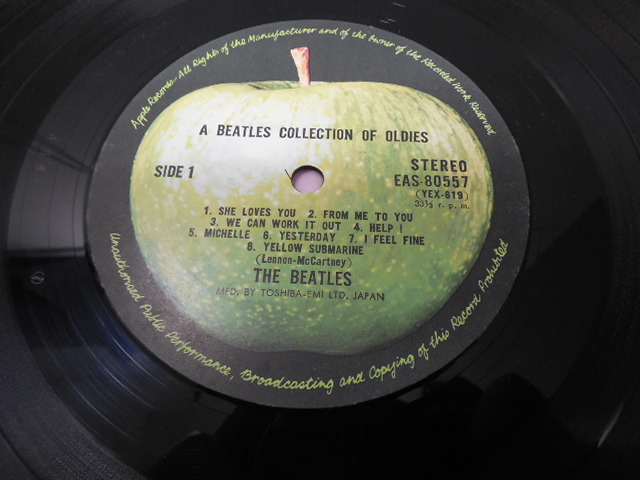 Apple Records-All Rights of the Manufacturer and of the Owner of the Recorded Work Reserved
A BEATLES COLLECTION OF OLDIES
SIDE 1
STEREO
EAS-80557
(YEX-619)
33⅓ r.p.m.
1. SHE LOVES YOU 2. FROM ME TO YOU
3. WE CAN WORK IT OUT 4. HELP!
5. MICHELLE 6. YESTERDAY 7. I FEEL FINE
8. YELLOW SUBMARINE
(Lennon-McCartney)
THE BEATLES
MFD. BY TOSHIBA-EMI LTD. JAPAN
Unauthorized Public Performance, Broadcasting and Copying of this Record Prohibited